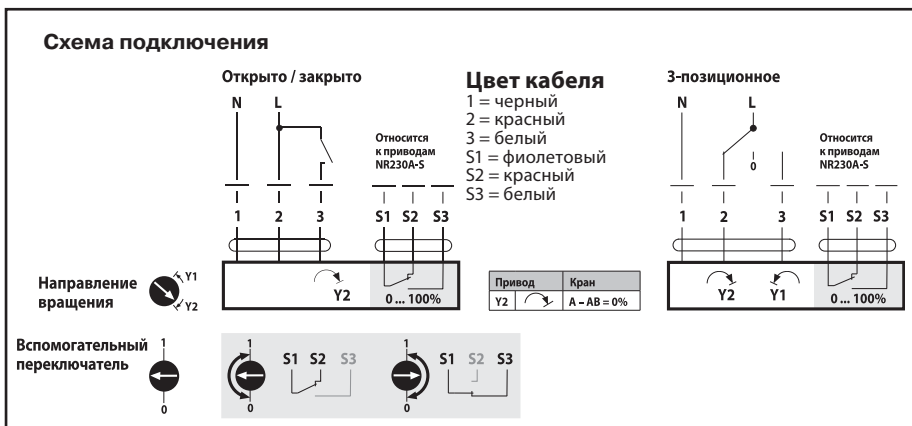 Схема подключения
Открыто / закрыто
N L
Относится
к приводам
NR230A-S
1 2 3 S1 S2 S3
Y2
0 ... 100%
Цвет кабеля
1 = черный
2 = красный
3 = белый
S1 = фиолетовый
S2 = красный
S3 = белый
3-позиционное
N L
0
Относится
к приводам
NR230A-S
1 2 3 S1 S2 S3
Y2 Y1
0 ... 100%
Направление
вращения
Y1
Y2
Привод Кран
Y2 A – AB = 0%
Вспомогательный
переключатель
1
0
1
0
S1 S2 S3
1
0
S1 S2 S3